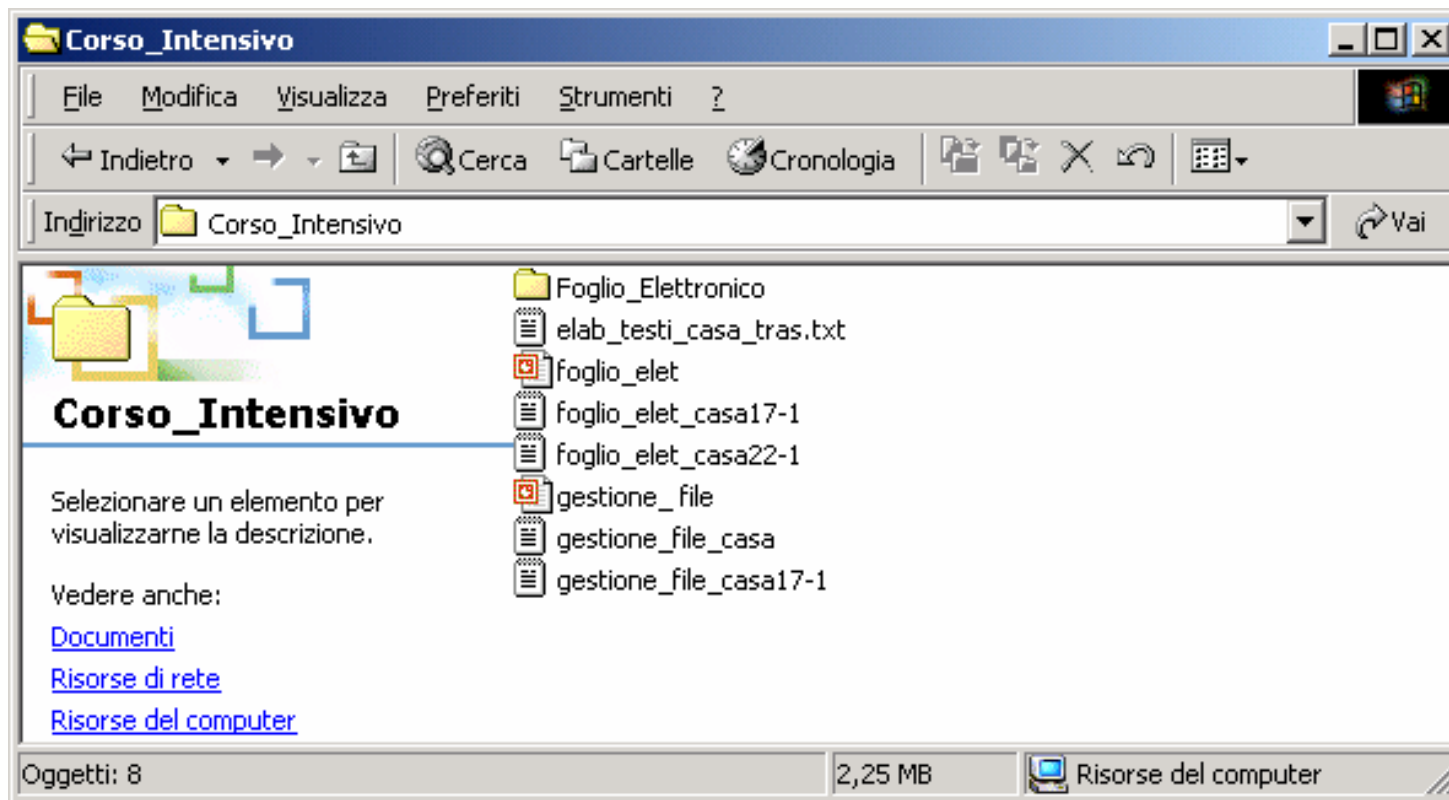 Corso_Intensivo
File Modifica Visualizza Preferiti Strumenti ?
Indietro Cerca Cartelle Cronologia
Indirizzo Corso_Intensivo Vai
Corso_Intensivo
Selezionare un elemento per
visualizzarne la descrizione.
Vedere anche:
Documenti
Risorse di rete
Risorse del computer
Foglio_Elettronico
elab_testi_casa_tras.txt
foglio_elet
foglio_elet_casa17-1
foglio_elet_casa22-1
gestione_ file
gestione_file_casa
gestione_file_casa17-1
Oggetti: 8 2,25 MB Risorse del computer